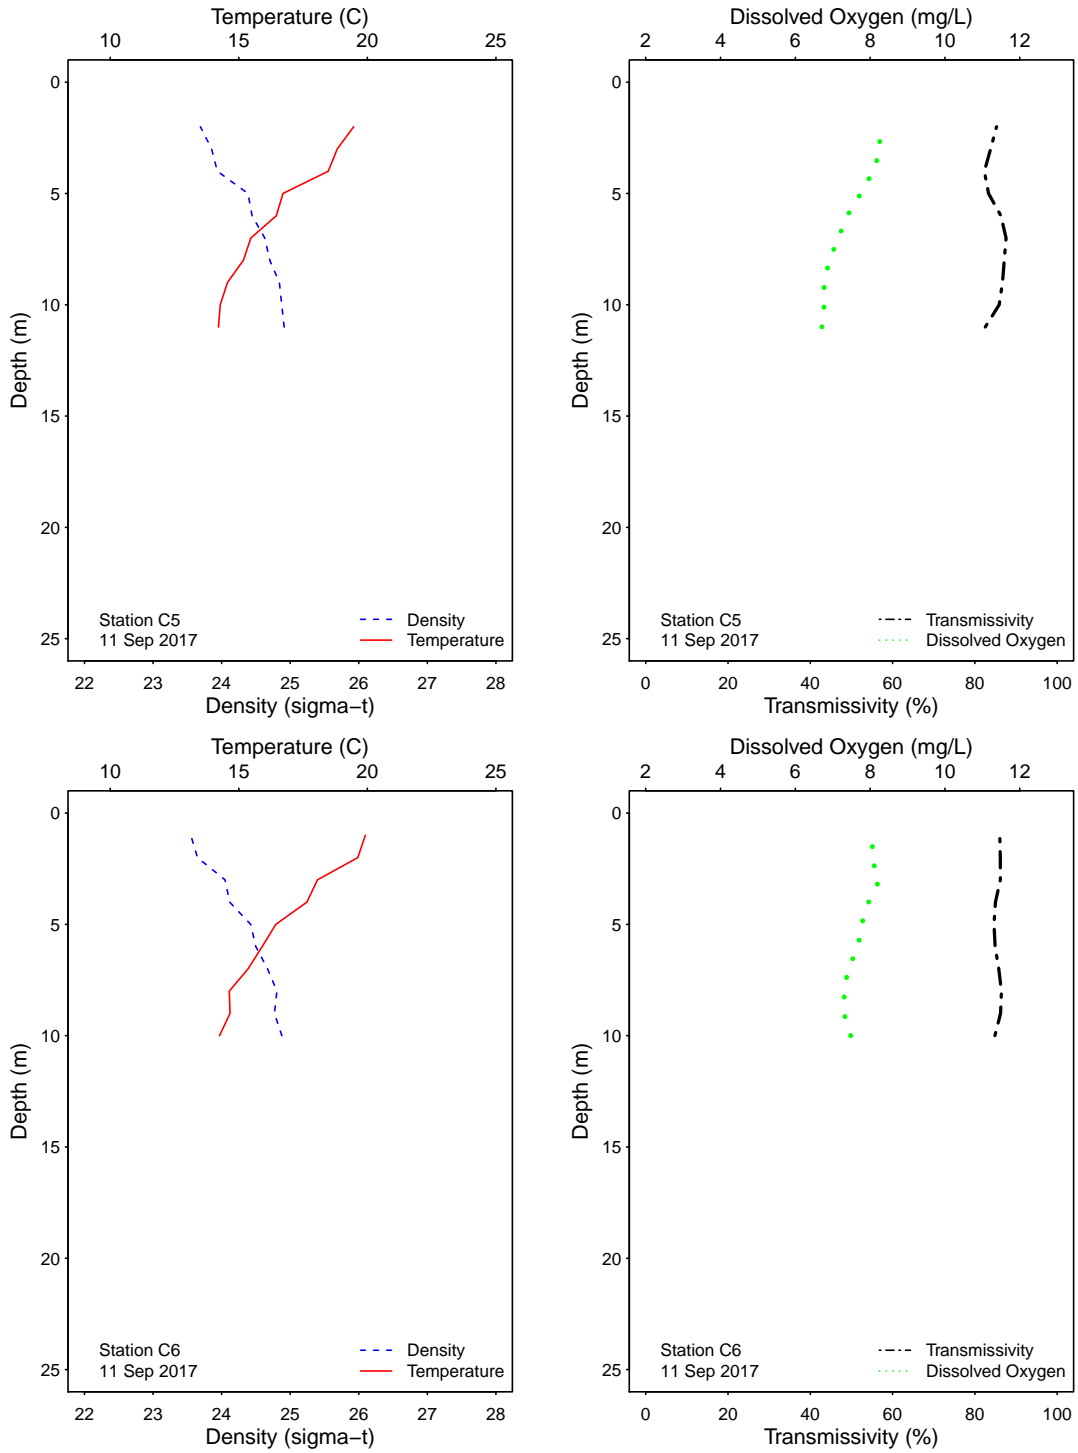 Temperature (C)
10 15 20 25
0
5
10
15
20
25
Depth (m)
Station C5
11 Sep 2017
Density
Temperature
22 23 24 25 26 27 28
Density (sigma−t)
Dissolved Oxygen (mg/L)
2 4 6 8 10 12
0
5
10
15
20
25
Depth (m)
Station C5
11 Sep 2017
Transmissivity
Dissolved Oxygen
0 20 40 60 80 100
Transmissivity (%)
Temperature (C)
10 15 20 25
0
5
10
15
20
25
Depth (m)
Station C6
11 Sep 2017
Density
Temperature
22 23 24 25 26 27 28
Density (sigma−t)
Dissolved Oxygen (mg/L)
2 4 6 8 10 12
0
5
10
15
20
25
Depth (m)
Station C6
11 Sep 2017
Transmissivity
Dissolved Oxygen
0 20 40 60 80 100
Transmissivity (%)